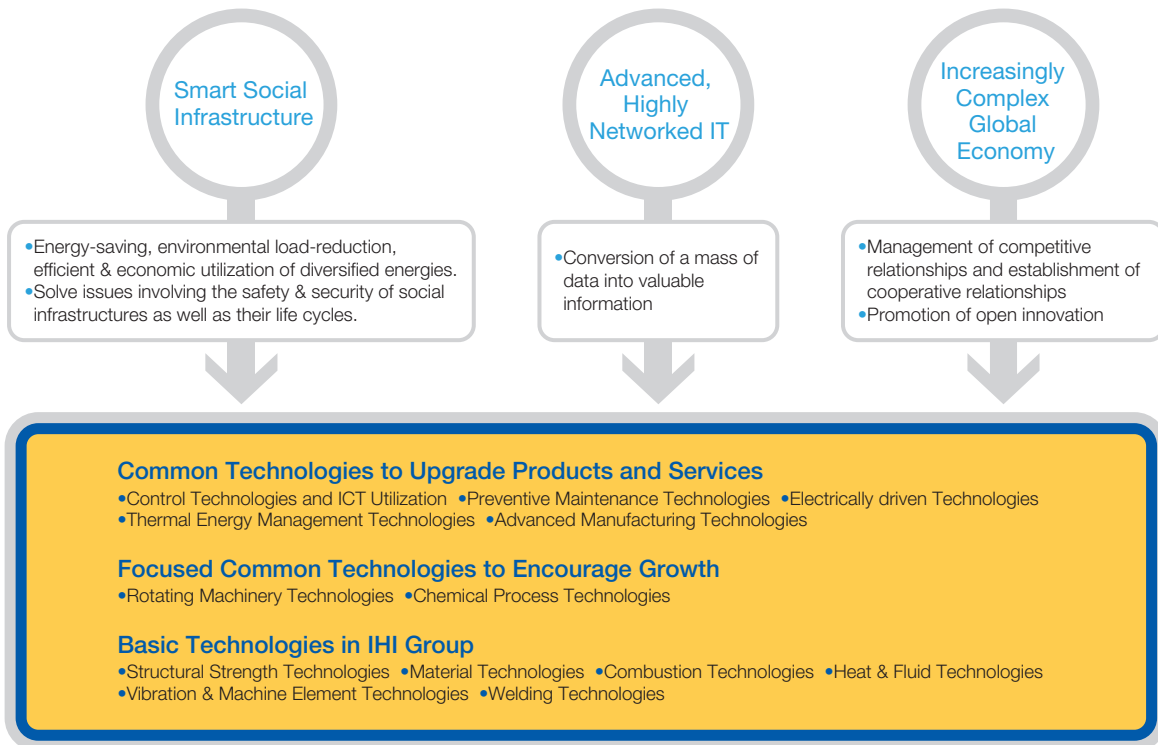 Smart Social
Infrastructure
Advanced,
Highly
Networked IT
Increasingly
Complex
Global
Economy
•Energy-saving, environmental load-reduction,
efficient & economic utilization of diversified energies.
•Solve issues involving the safety & security of social
infrastructures as well as their life cycles.
•Conversion of a mass of
data into valuable
information
•Management of competitive
relationships and establishment of
cooperative relationships
•Promotion of open innovation
Common Technologies to Upgrade Products and Services
•Control Technologies and ICT Utilization •Preventive Maintenance Technologies •Electrically driven Technologies
•Thermal Energy Management Technologies •Advanced Manufacturing Technologies
Focused Common Technologies to Encourage Growth
•Rotating Machinery Technologies •Chemical Process Technologies
Basic Technologies in IHI Group
•Structural Strength Technologies •Material Technologies •Combustion Technologies •Heat & Fluid Technologies
•Vibration & Machine Element Technologies •Welding Technologies